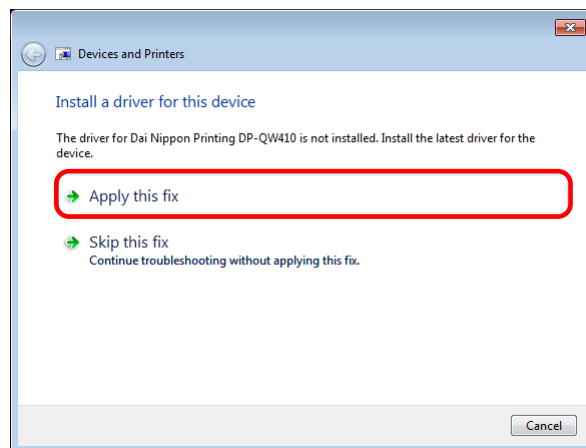 Devices and Printers
Install a driver for this device
The driver for Dai Nippon Printing DP-QW410 is not installed. Install the latest driver for the
device.
Apply this fix
Skip this fix
Continue troubleshooting without applying this fix.
Cancel